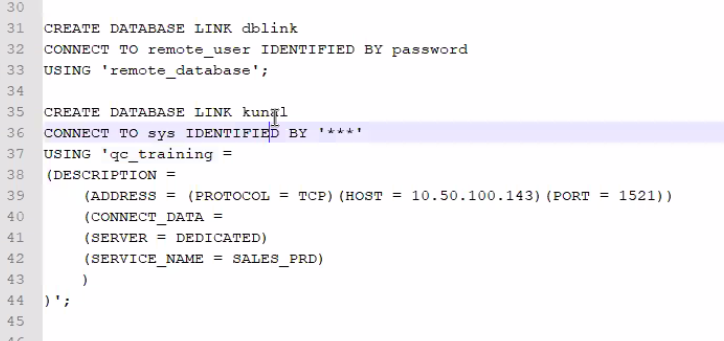 30
31 CREATE DATABASE LINK dblink
32 CONNECT TO remote_user IDENTIFIED BY password
33 USING 'remote_database';
34
35 CREATE DATABASE LINK
36 CONNECT TO sys IDENTIFIED BY '***'
37 USING 'qc_training =
38 (DESCRIPTION =
39 (ADDRESS = (PROTOCOL = TCP)(HOST = 10.50.100.143)(PORT = 1521))
40 (CONNECT_DATA =
41 (SERVER = DEDICATED)
42 (SERVICE_NAME = SALES_PRD)
43 )
44 )';
45